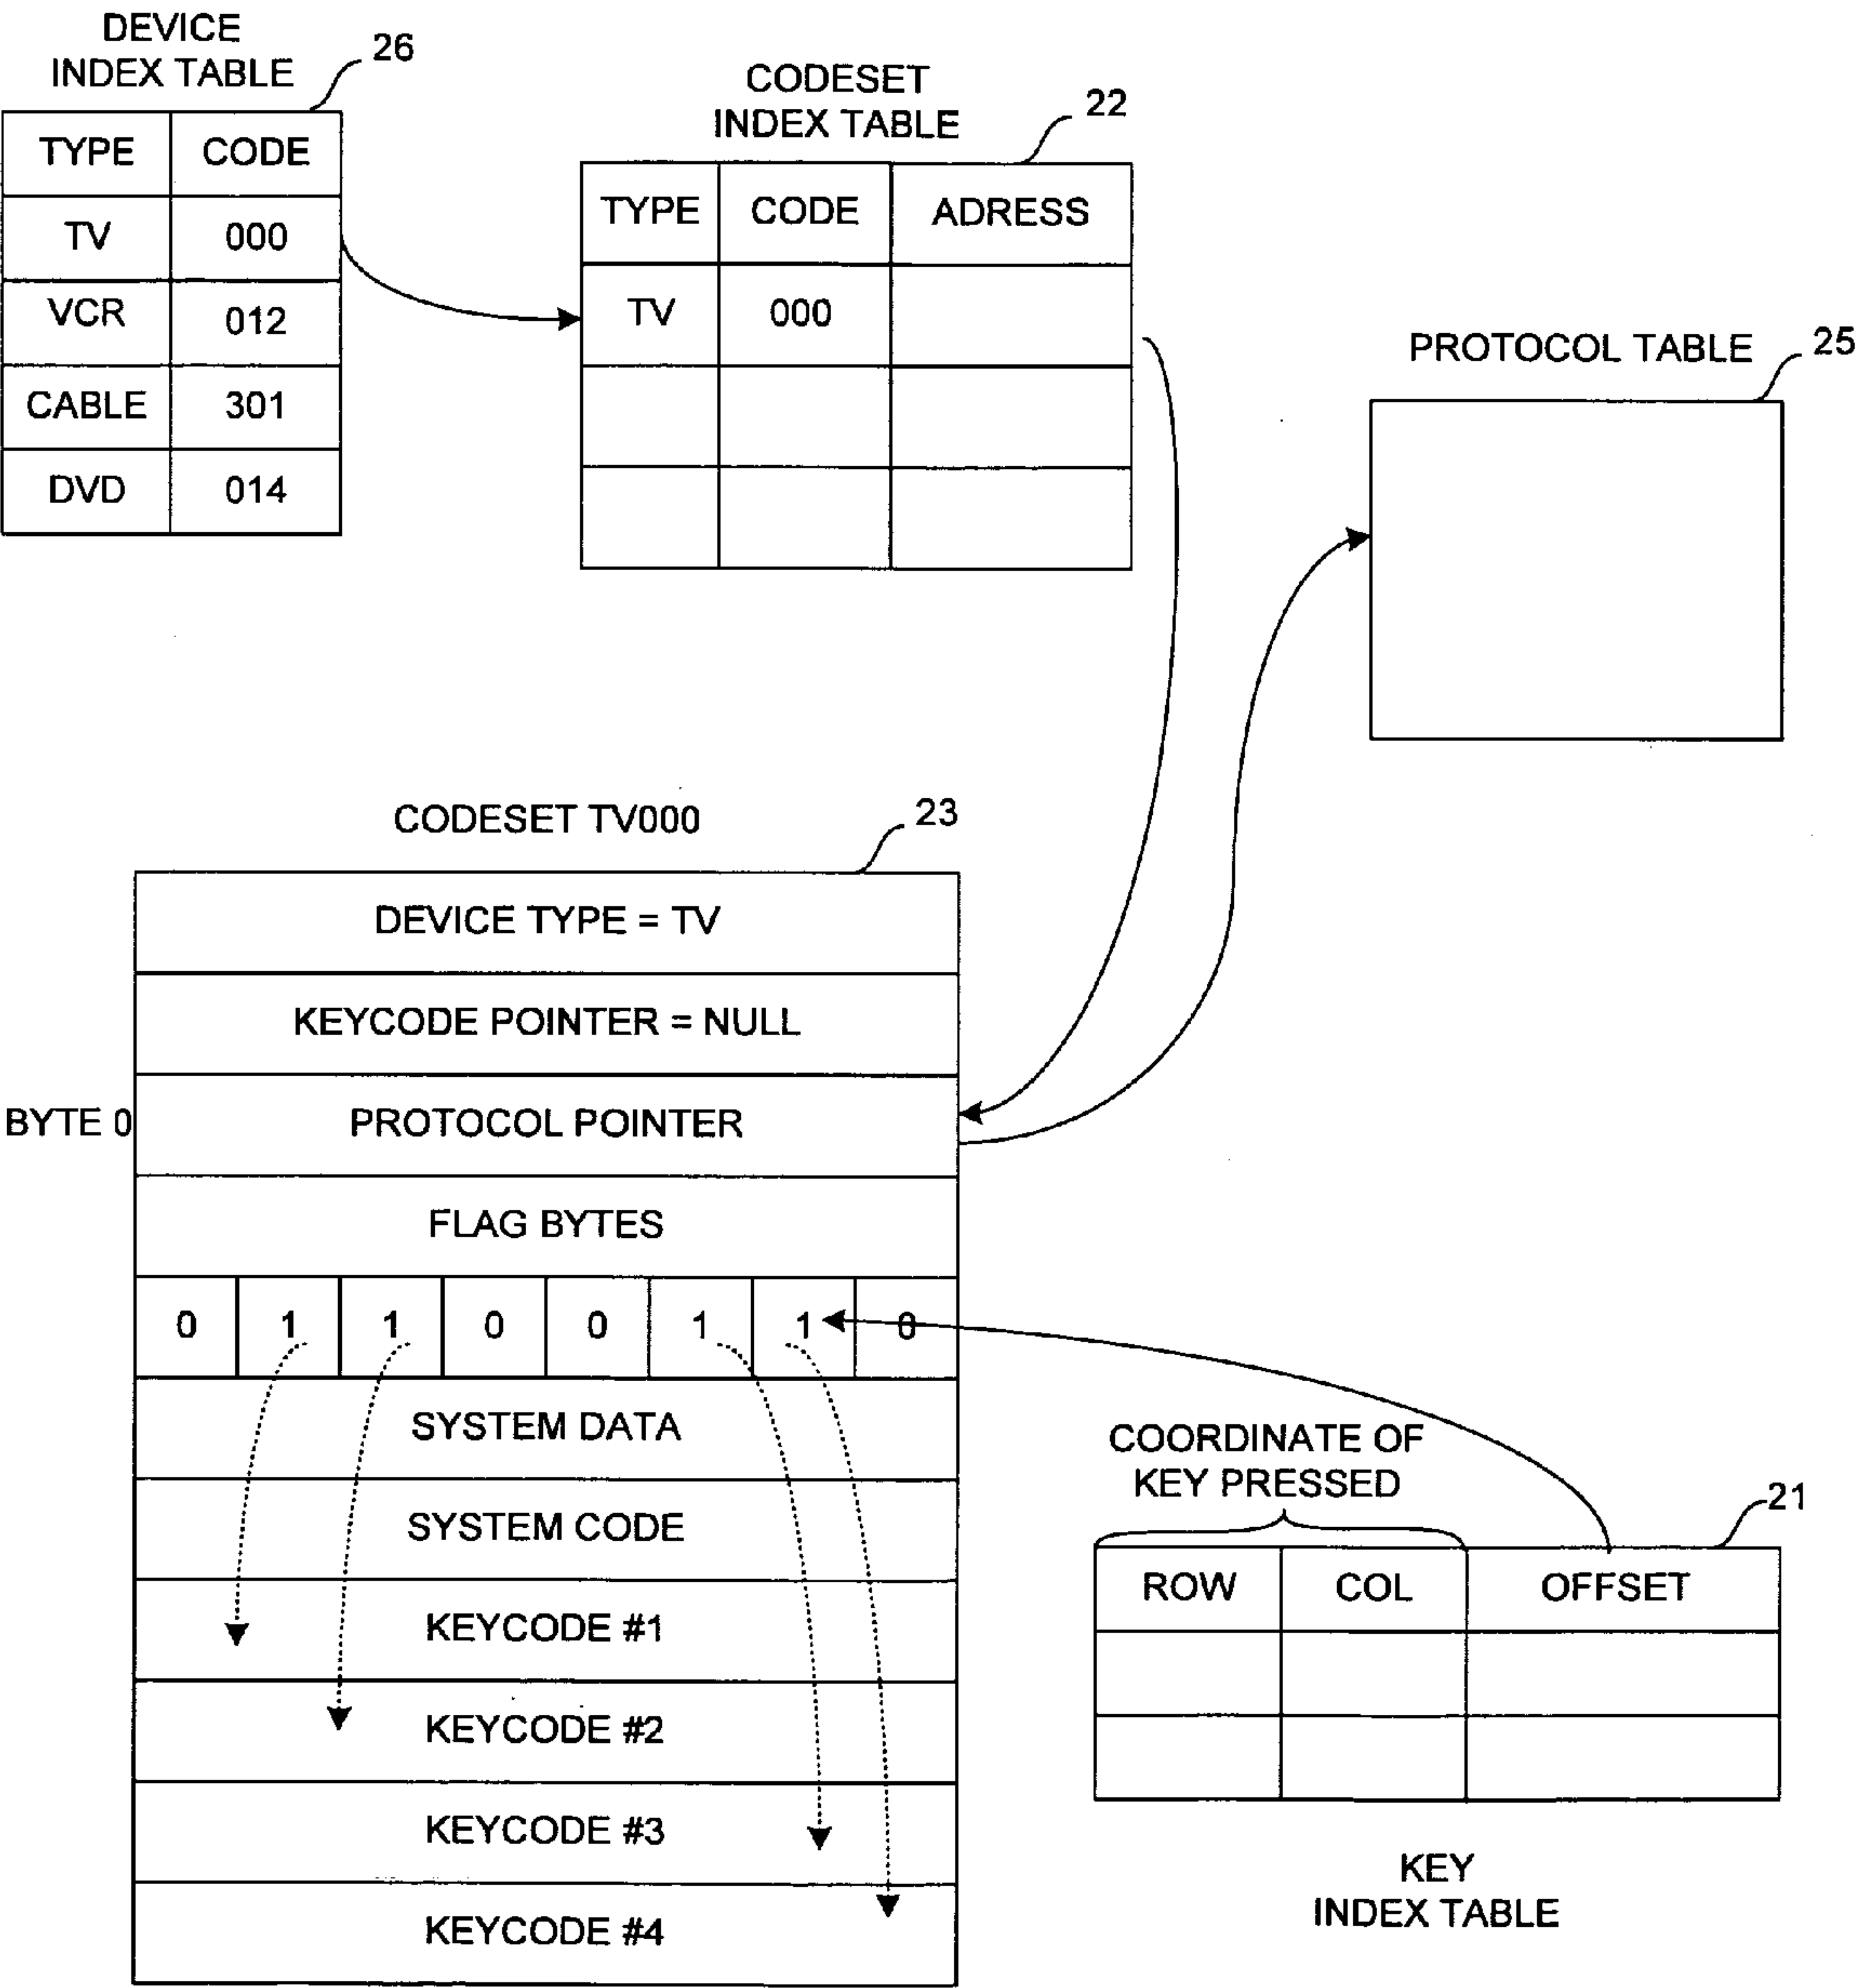 DEVICE
INDEX TABLE
26
TYPE CODE
TV 000
VCR 012
CABLE 301
DVD 014
CODESET
INDEX TABLE
22
TYPE CODE ADRESS
TV 000
PROTOCOL TABLE
25
CODESET TV000
23
DEVICE TYPE = TV
KEYCODE POINTER = NULL
BYTE 0
PROTOCOL POINTER
FLAG BYTES
0 1 1 0 0 1 1 0
SYSTEM DATA
SYSTEM CODE
KEYCODE #1
KEYCODE #2
KEYCODE #3
KEYCODE #4
COORDINATE OF
KEY PRESSED
21
ROW COL OFFSET
KEY
INDEX TABLE